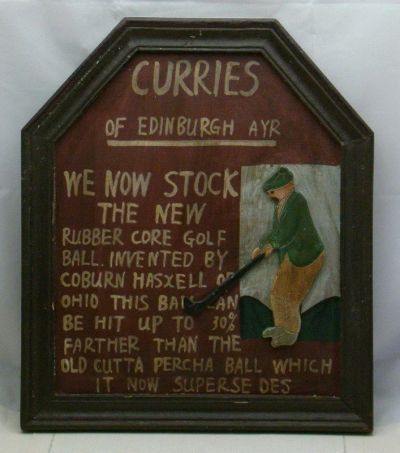 CURRIES
OF EDINBURGH AYR
WE NOW STOCK
THE NEW
RUBBER CORE GOLF
BALL. INVENTED BY
COBURN HASXELL OF
OHIO THIS BALL CAN
BE HIT UP TO 30%
FARTHER THAN THE
OLD CUTTA PERCHA BALL WHICH
IT NOW SUPERSEDES